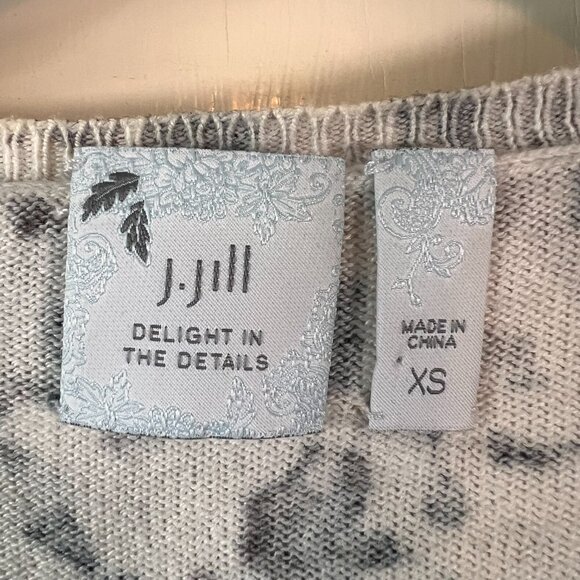 J.Jill
DELIGHT IN
THE DETAILS
MADE IN
CHINA
XS